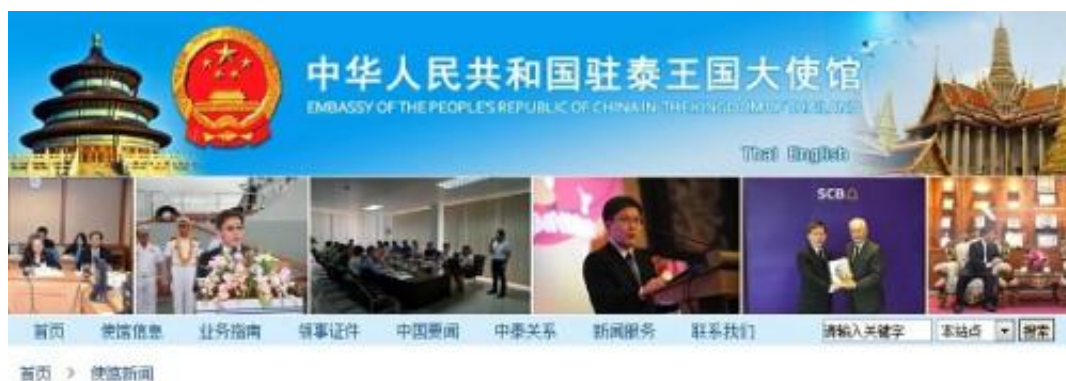 中华人民共和国驻泰王国大使馆
EMBASSY OF THE PEOPLE'S REPUBLIC OF CHINA IN THE KINGDOM OF THAILAND
Thai English
SCB
首页 使馆信息 业务指南 领事证件 中国要闻 中泰关系 新闻服务 联系我们 请输入关键字 本站点 搜索
首页 > 使馆新闻